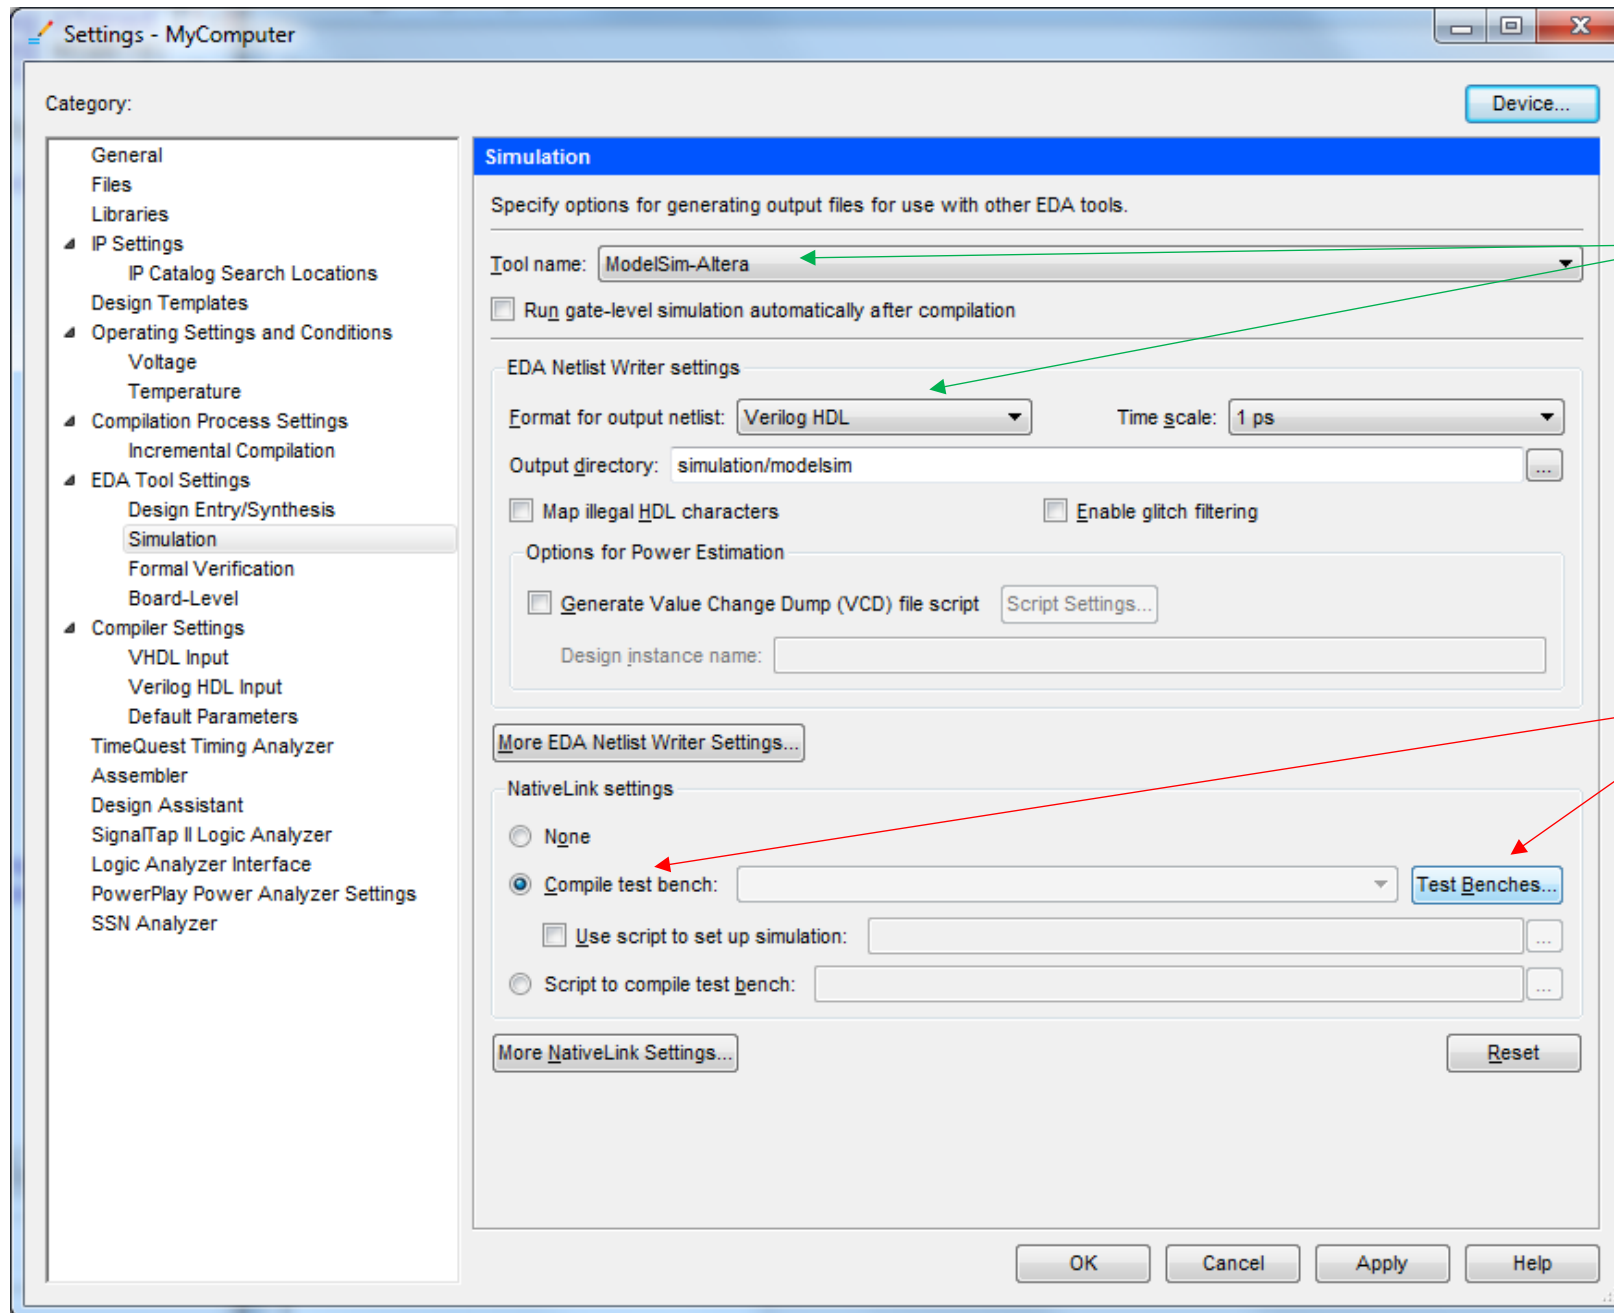 Settings - MyComputer
Category:
Device...
General
Files
Libraries
IP Settings
IP Catalog Search Locations
Design Templates
Operating Settings and Conditions
Voltage
Temperature
Compilation Process Settings
Incremental Compilation
EDA Tool Settings
Design Entry/Synthesis
Simulation
Formal Verification
Board-Level
Compiler Settings
VHDL Input
Verilog HDL Input
Default Parameters
TimeQuest Timing Analyzer
Assembler
Design Assistant
SignalTap II Logic Analyzer
Logic Analyzer Interface
PowerPlay Power Analyzer Settings
SSN Analyzer
Simulation
Specify options for generating output files for use with other EDA tools.
Tool name: ModelSim-Altera
Run gate-level simulation automatically after compilation
EDA Netlist Writer settings
Format for output netlist: Verilog HDL Time scale: 1 ps
Output directory: simulation/modelsim ...
Map illegal HDL characters Enable glitch filtering
Options for Power Estimation
Generate Value Change Dump (VCD) file script Script Settings...
Design instance name:
More EDA Netlist Writer Settings...
NativeLink settings
None
Compile test bench: Test Benches...
Use script to set up simulation: ...
Script to compile test bench: ...
More NativeLink Settings... Reset
OK Cancel Apply Help